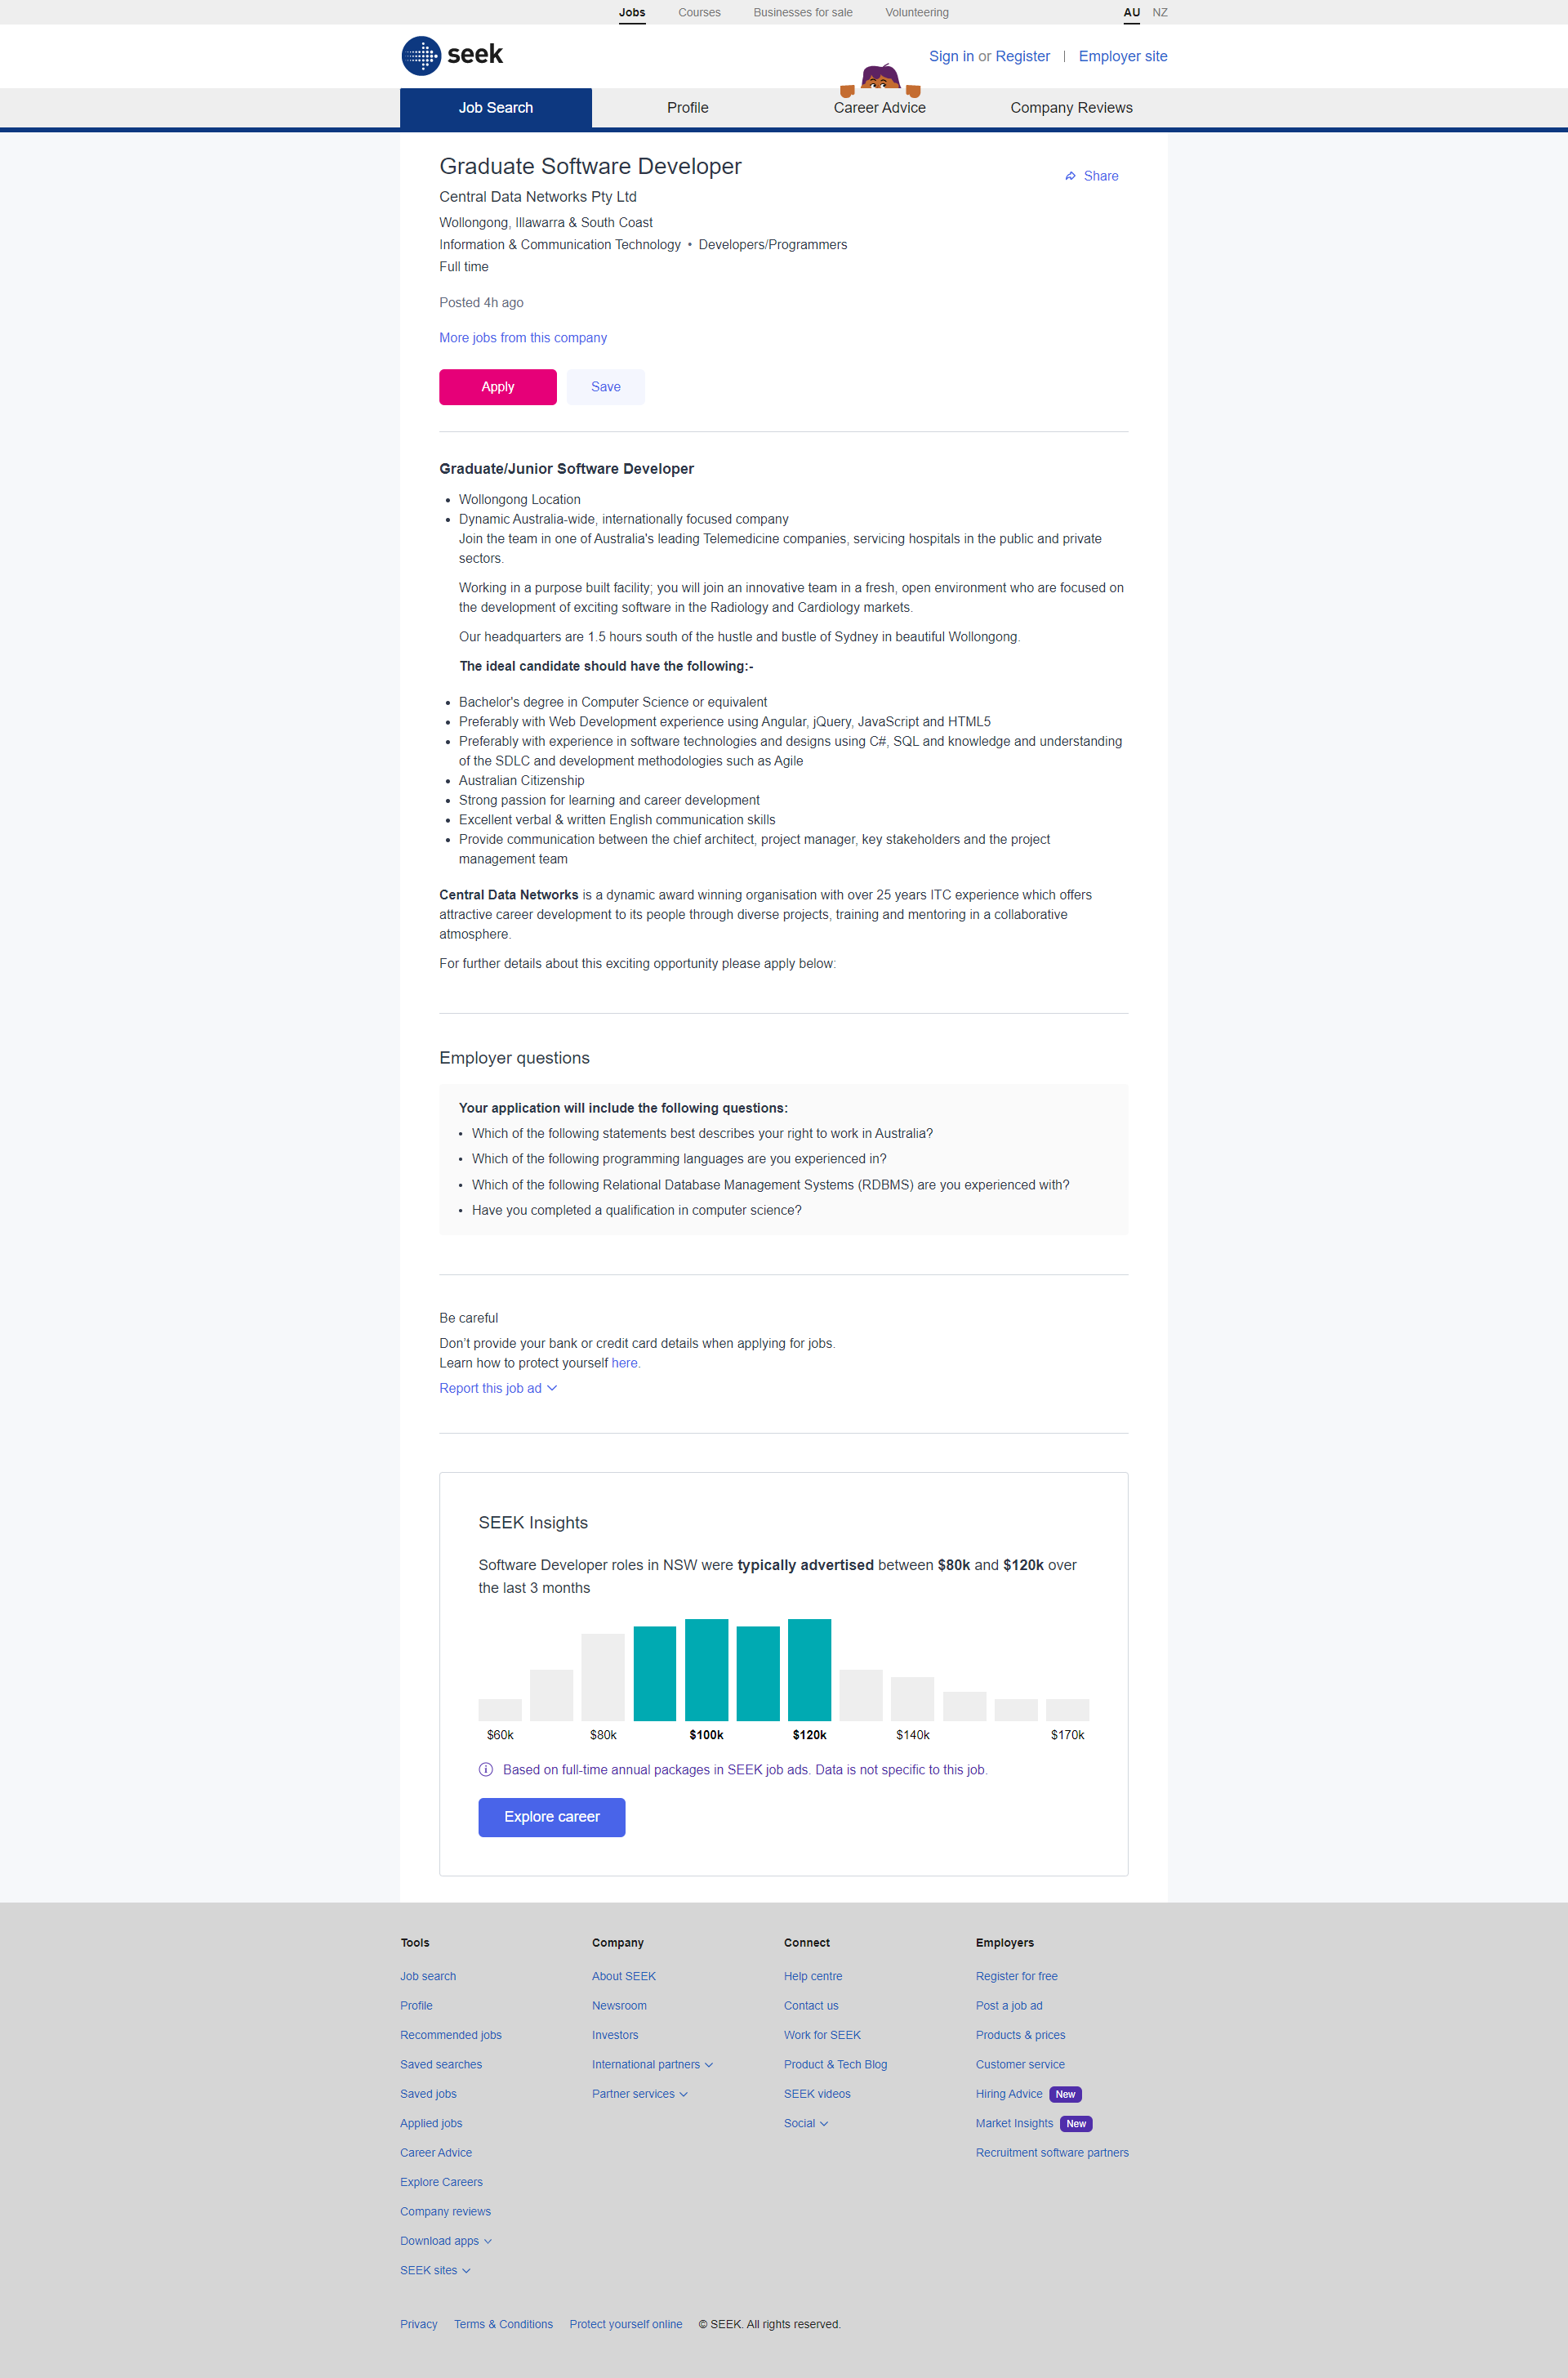 Jobs Courses Businesses for sale Volunteering AU NZ
seek
Sign in or Register | Employer site
Job Search Profile Career Advice Company Reviews
Graduate Software Developer
Share
Central Data Networks Pty Ltd
Wollongong, Illawarra & South Coast
Information & Communication Technology • Developers/Programmers
Full time
Posted 4h ago
More jobs from this company
Apply Save
Graduate/Junior Software Developer
• Wollongong Location
• Dynamic Australia-wide, internationally focused company
Join the team in one of Australia's leading Telemedicine companies, servicing hospitals in the public and private
sectors.
Working in a purpose built facility; you will join an innovative team in a fresh, open environment who are focused on
the development of exciting software in the Radiology and Cardiology markets.
Our headquarters are 1.5 hours south of the hustle and bustle of Sydney in beautiful Wollongong.
The ideal candidate should have the following:-
• Bachelor's degree in Computer Science or equivalent
• Preferably with Web Development experience using Angular, jQuery, JavaScript and HTML5
• Preferably with experience in software technologies and designs using C#, SQL and knowledge and understanding
of the SDLC and development methodologies such as Agile
• Australian Citizenship
• Strong passion for learning and career development
• Excellent verbal & written English communication skills
• Provide communication between the chief architect, project manager, key stakeholders and the project
management team
Central Data Networks is a dynamic award winning organisation with over 25 years ITC experience which offers
attractive career development to its people through diverse projects, training and mentoring in a collaborative
atmosphere.
For further details about this exciting opportunity please apply below:
Employer questions
Your application will include the following questions:
• Which of the following statements best describes your right to work in Australia?
• Which of the following programming languages are you experienced in?
• Which of the following Relational Database Management Systems (RDBMS) are you experienced with?
• Have you completed a qualification in computer science?
Be careful
Don’t provide your bank or credit card details when applying for jobs.
Learn how to protect yourself here.
Report this job ad
SEEK Insights
Software Developer roles in NSW were typically advertised between $80k and $120k over
the last 3 months
$60k $80k $100k $120k $140k $170k
Based on full-time annual packages in SEEK job ads. Data is not specific to this job.
Explore career
Tools
Job search
Profile
Recommended jobs
Saved searches
Saved jobs
Applied jobs
Career Advice
Explore Careers
Company reviews
Download apps
SEEK sites
Company
About SEEK
Newsroom
Investors
International partners
Partner services
Connect
Help centre
Contact us
Work for SEEK
Product & Tech Blog
SEEK videos
Social
Employers
Register for free
Post a job ad
Products & prices
Customer service
Hiring Advice New
Market Insights New
Recruitment software partners
Privacy Terms & Conditions Protect yourself online © SEEK. All rights reserved.